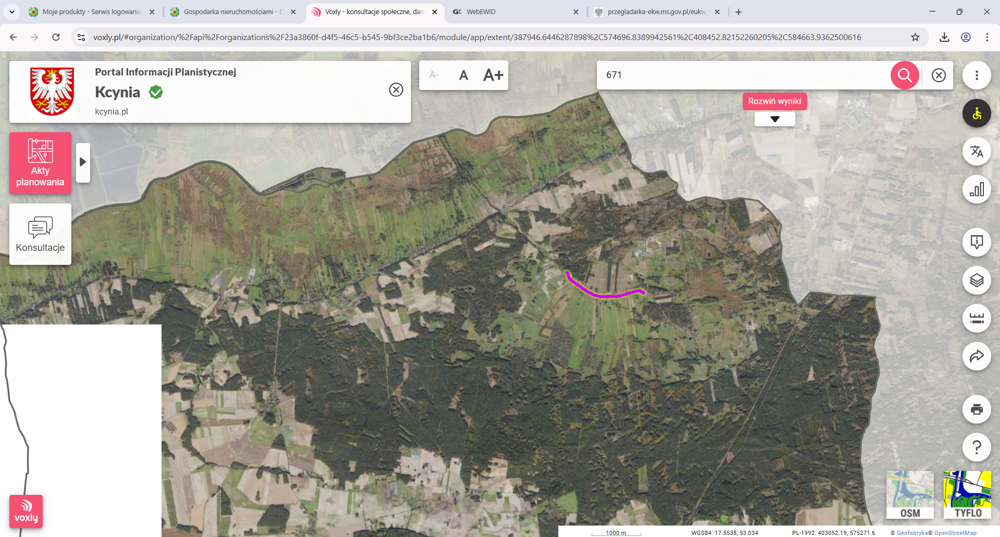 Moje produkty - Serwis logowania
Gospodarka nieruchomościami - D
Voxly - konsultacje społeczne, dan
WebEWID
przegladarka-ekw.ms.gov.pl/eukw
voxly.pl/#organization/%2Fapi%2Forganizations%2F23a3860f-d4f5-46c5-b545-9bf3ce2ba1b6/module/app/extent/387946.6446287898%2C574696.8389942561%2C408452.82152260205%2C584663.9362500616
Portal Informacji Planistycznej
Kcynia
kcynia.pl
A- A A+
671
Rozwiń wyniki
Akty
planowania
Konsultacje
OSM
TYFLO
voxly
1000 m
WGS84: 17.5538, 53.034
PL-1992: 403052.19, 575271.6
© Geofabryka© OpenStreetMap